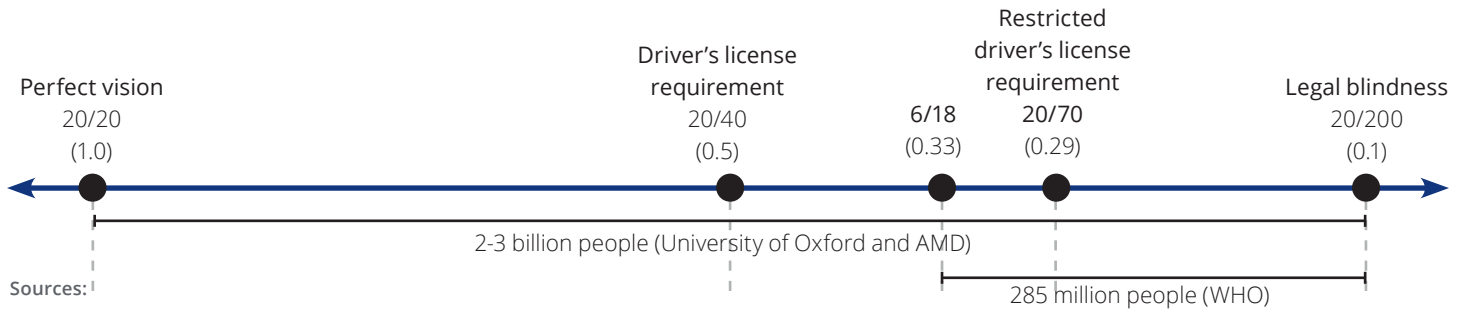 Perfect vision
20/20
(1.0)
Driver’s license
requirement
20/40
(0.5)
6/18
(0.33)
Restricted
driver’s license
requirement
20/70
(0.29)
Legal blindness
20/200
(0.1)
2-3 billion people (University of Oxford and AMD)
285 million people (WHO)
Sources: